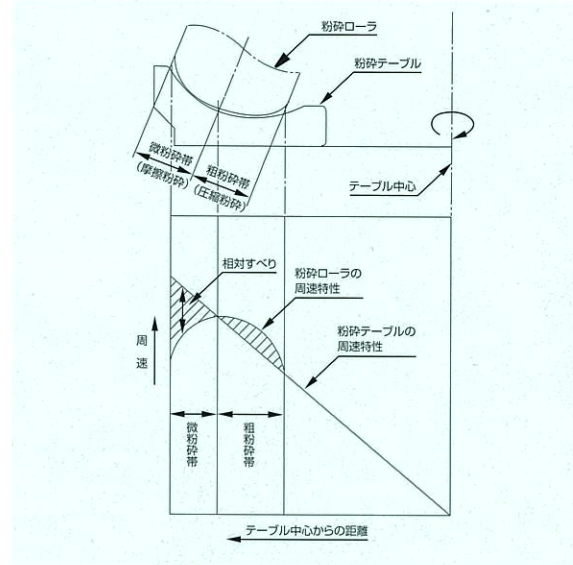 粉砕ローラ
粉砕テーブル
微粉砕帯
(摩擦粉砕)
粗粉砕帯
(圧縮粉砕)
テーブル中心
相対すべり
粉砕ローラの
周速特性
粉砕テーブルの
周速特性
周速
微粉砕帯
粗粉砕帯
テーブル中心からの距離